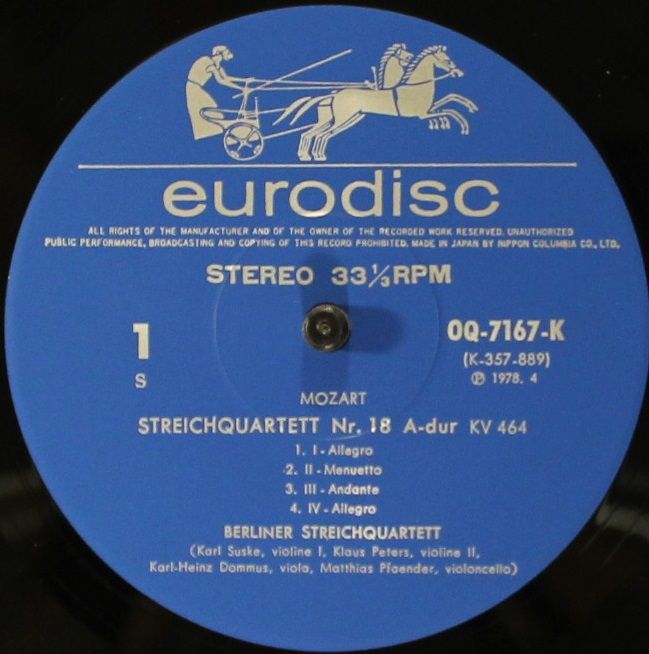 eurodisc
ALL RIGHTS OF THE MANUFACTURER AND OF THE OWNER OF THE RECORDED WORK RESERVED. UNAUTHORIZED
PUBLIC PERFORMANCE, BROADCASTING AND COPYING OF THIS RECORD PROHIBITED. MADE IN JAPAN BY NIPPON COLUMBIA CO., LTD.
STEREO 33⅓RPM
1
S
OQ-7167-K
(K-357-889)
℗ 1978. 4
MOZART
STREICHQUARTETT Nr. 18 A-dur KV 464
1. I - Allegro
2. II - Menuetto
3. III - Andante
4. IV - Allegro
BERLINER STREICHQUARTETT
(Karl Suske, violine I, Klaus Peters, violine II,
Karl-Heinz Dommus, viola, Matthias Pfaender, violoncello)